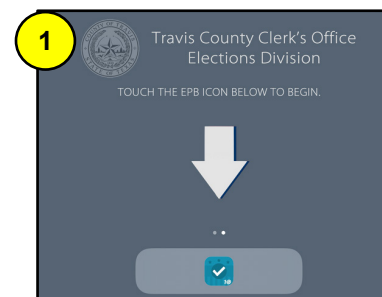 1
Travis County Clerk's Office
Elections Division
TOUCH THE EPB ICON BELOW TO BEGIN.